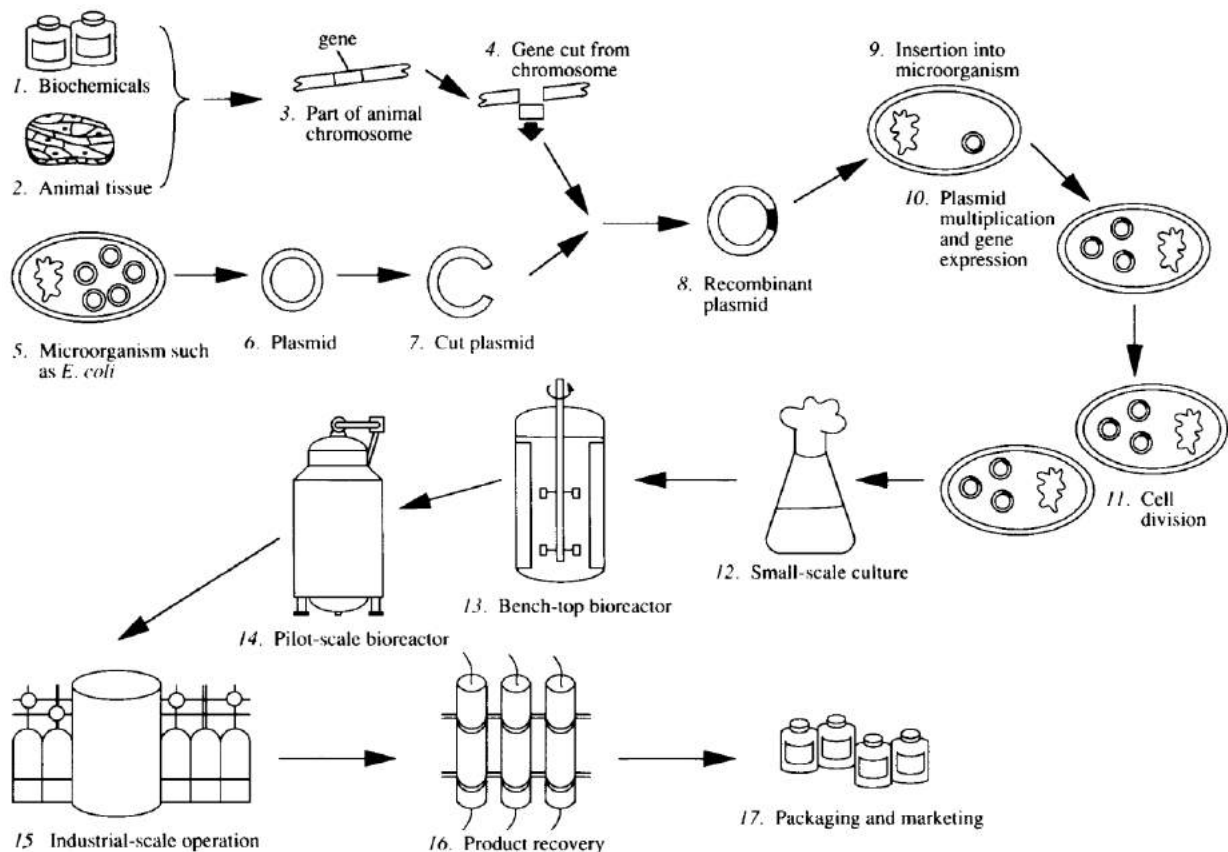 1. Biochemicals
2. Animal tissue
gene
3. Part of animal
chromosome
4. Gene cut from
chromosome
5. Microorganism such
as E. coli
6. Plasmid
7. Cut plasmid
8. Recombinant
plasmid
9. Insertion into
microorganism
10. Plasmid
multiplication
and gene
expression
11. Cell
division
12. Small-scale culture
13. Bench-top bioreactor
14. Pilot-scale bioreactor
15 Industrial-scale operation
16. Product recovery
17. Packaging and marketing